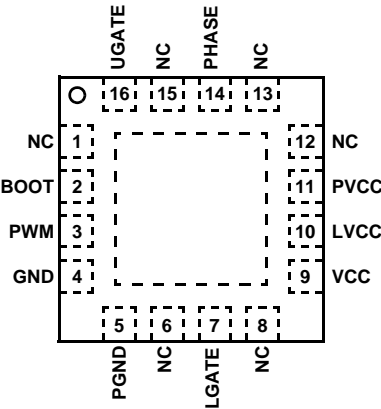 UGATE NC PHASE NC
16 15 14 13
NC 1 12 NC
BOOT 2 11 PVCC
PWM 3 10 LVCC
GND 4 9 VCC
5 6 7 8
PGND NC LGATE NC